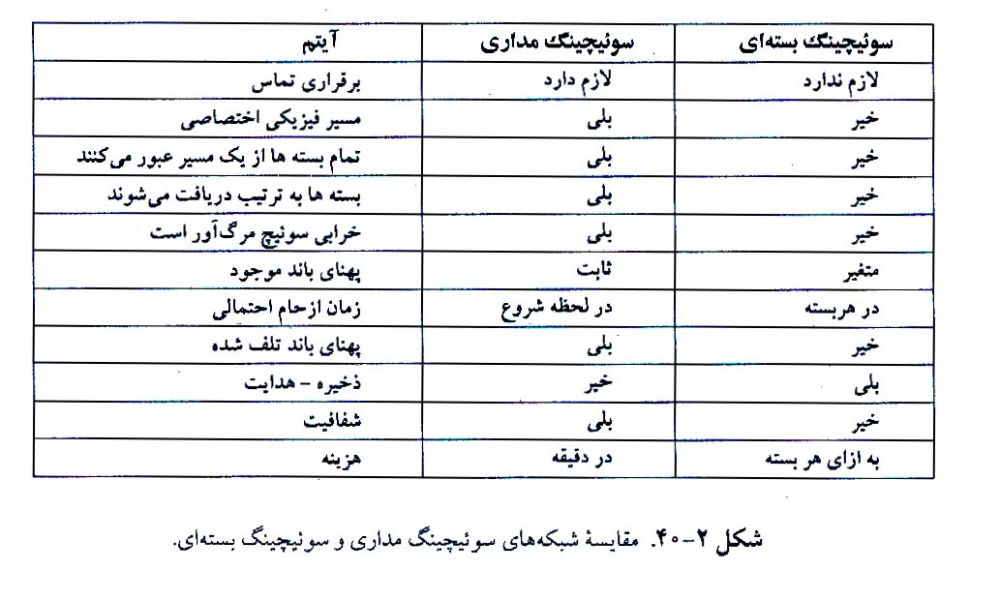 سوئیچینگ بسته‌ای سوئیچینگ مداری آیتم
لازم ندارد لازم دارد برقراری تماس
خیر بلی مسیر فیزیکی اختصاصی
خیر بلی تمام بسته ها از یک مسیر عبور می‌کنند
خیر بلی بسته ها به ترتیب دریافت می‌شوند
خیر بلی خرابی سوئیچ مرگ‌آور است
متغیر ثابت پهنای باند موجود
در هربسته در لحظه شروع زمان ازحام احتمالی
خیر بلی پهنای باند تلف شده
بلی خیر ذخیره - هدایت
خیر بلی شفافیت
به ازای هر بسته در دقیقه هزینه
شکل ۲-۴۰. مقایسهٔ شبکه‌های سوئیچینگ مداری و سوئیچینگ بسته‌ای.